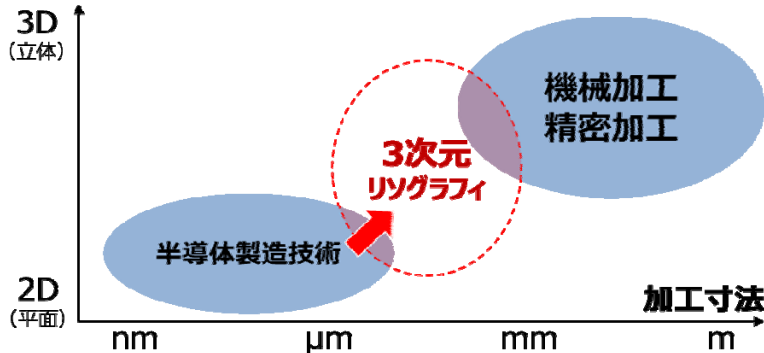 3D
(立体)
機械加工
精密加工
3次元
リソグラフィ
半導体製造技術
2D
(平面)
加工寸法
nm
μm
mm
m